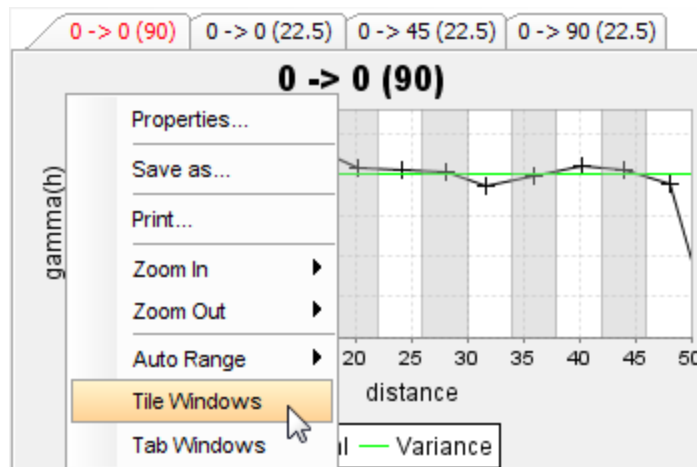 0 -> 0 (90) 0 -> 0 (22.5) 0 -> 45 (22.5) 0 -> 90 (22.5)
0 -> 0 (90)
gamma(h)
Properties...
Save as...
Print...
Zoom In
Zoom Out
Auto Range
Tile Windows
Tab Windows
20 25 30 35 40 45 50
distance
Variance